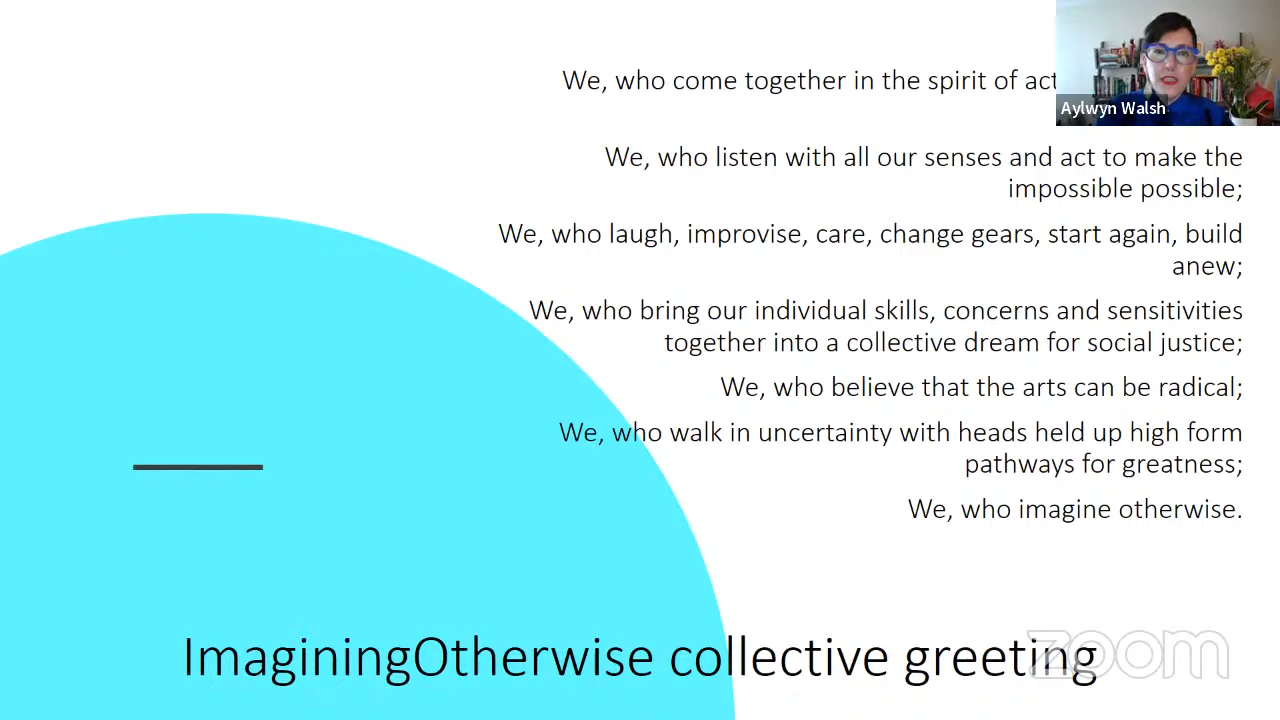 We, who come together in the spirit of
Aylwyn Walsh
We, who listen with all our senses and act to make the
impossible possible;
We, who laugh, improvise, care, change gears, start again, build
anew;
We, who bring our individual skills, concerns and sensitivities
together into a collective dream for social justice;
We, who believe that the arts can be radical;
We, who walk in uncertainty with heads held up high form
pathways for greatness;
We, who imagine otherwise.
ImaginingOtherwise collective greeting
zoom